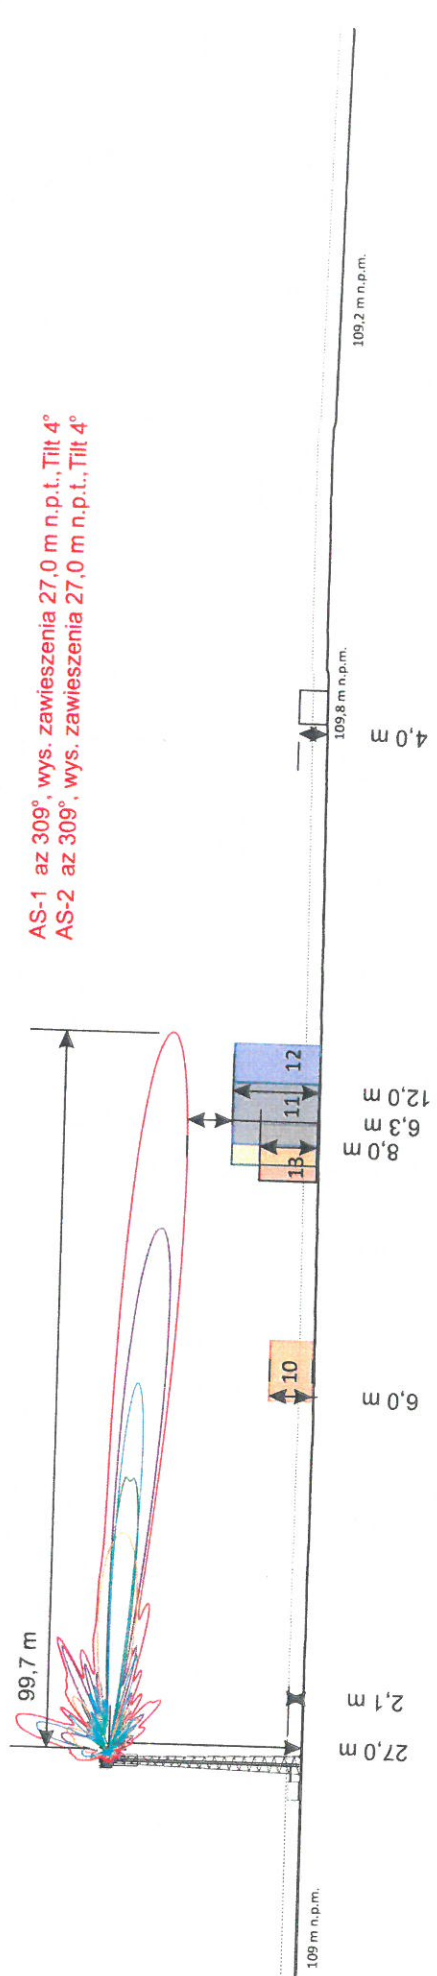 AS-1 az 309°, wys. zawieszenia 27,0 m n.p.t., Tilt 4°
AS-2 az 309°, wys. zawieszenia 27,0 m n.p.t., Tilt 4°
99,7 m
10
13
11
12
109 m n.p.m.
27,0 m
2,1 m
6,0 m
8,0 m
6,3 m
12,0 m
109,8 m n.p.m.
4,0 m
109,2 m n.p.m.